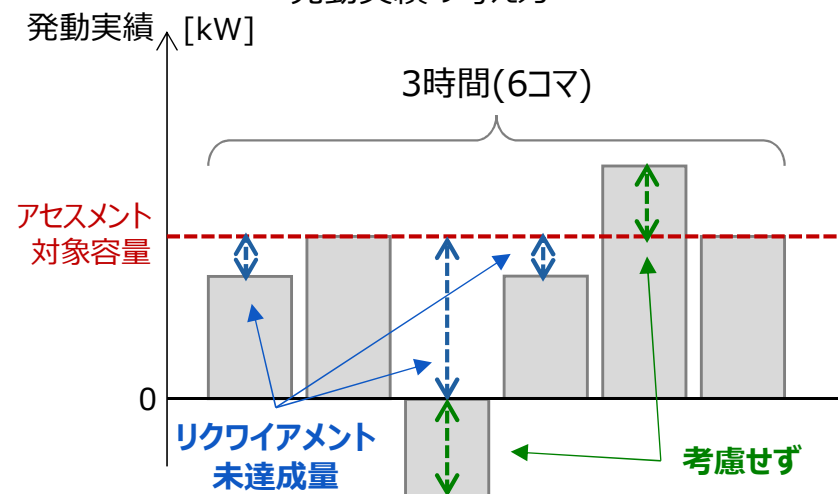 発動実績 [kW]
3時間(6コマ)
アセスメント
対象容量
0
リクワイアメント
未達成量
考慮せず